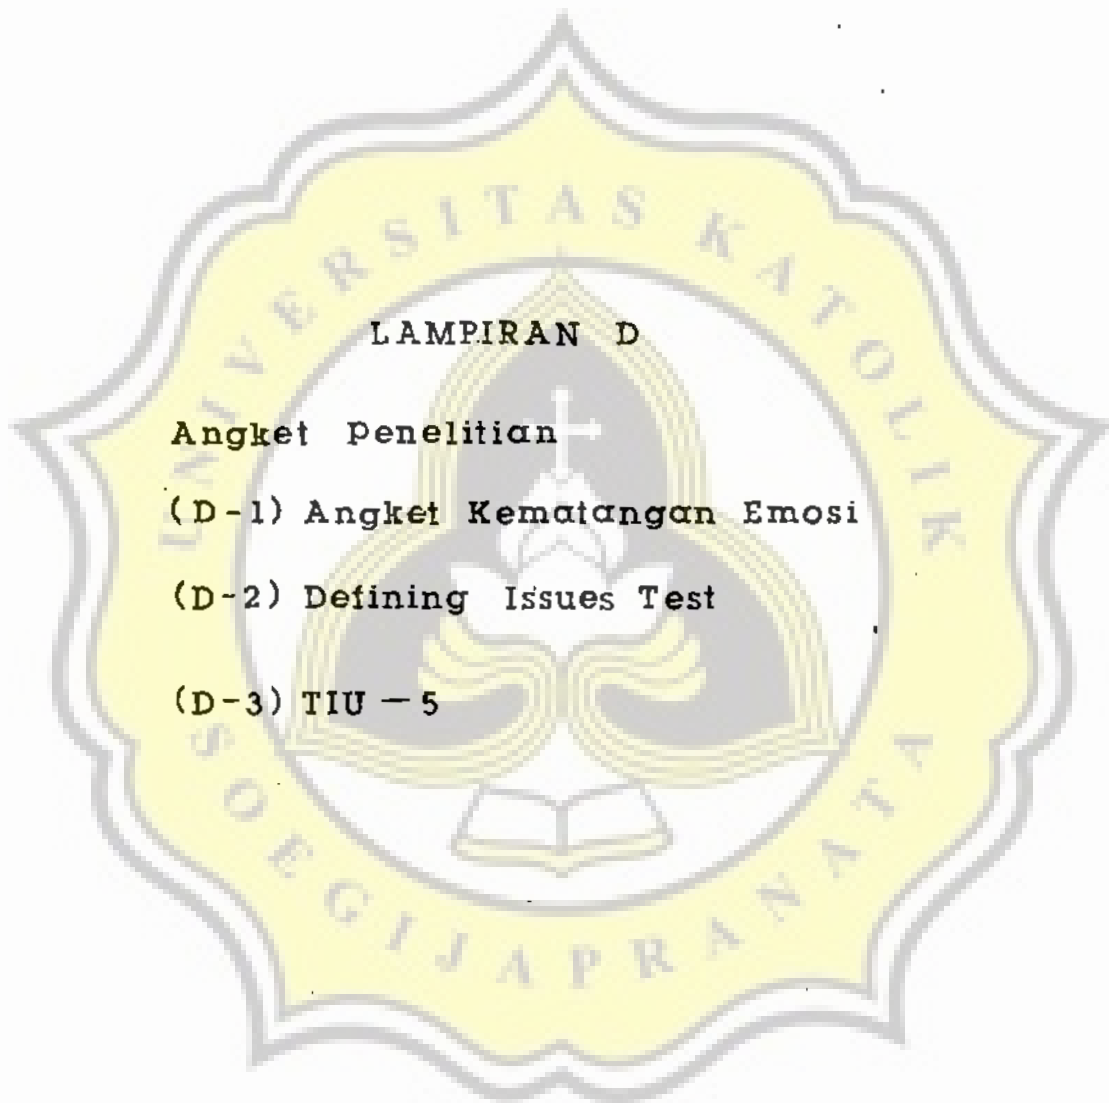 UNIVERSITAS KATOLIK
LAMPIRAN D
Angket Penelitian
(D-1) Angket Kematangan Emosi
(D-2) Defining Issues Test
(D-3) TIU — 5
SOEGIJAPRANATA